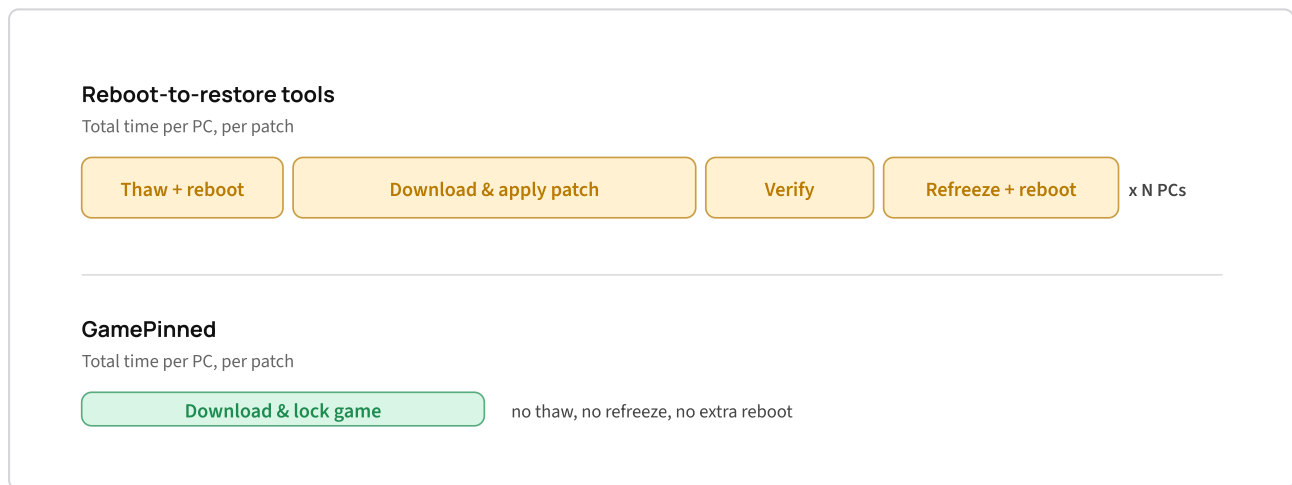 Reboot-to-restore tools
Total time per PC, per patch
Thaw + reboot
Download & apply patch
Verify
Refreeze + reboot
x N PCs
GamePinned
Total time per PC, per patch
Download & lock game
no thaw, no refreeze, no extra reboot